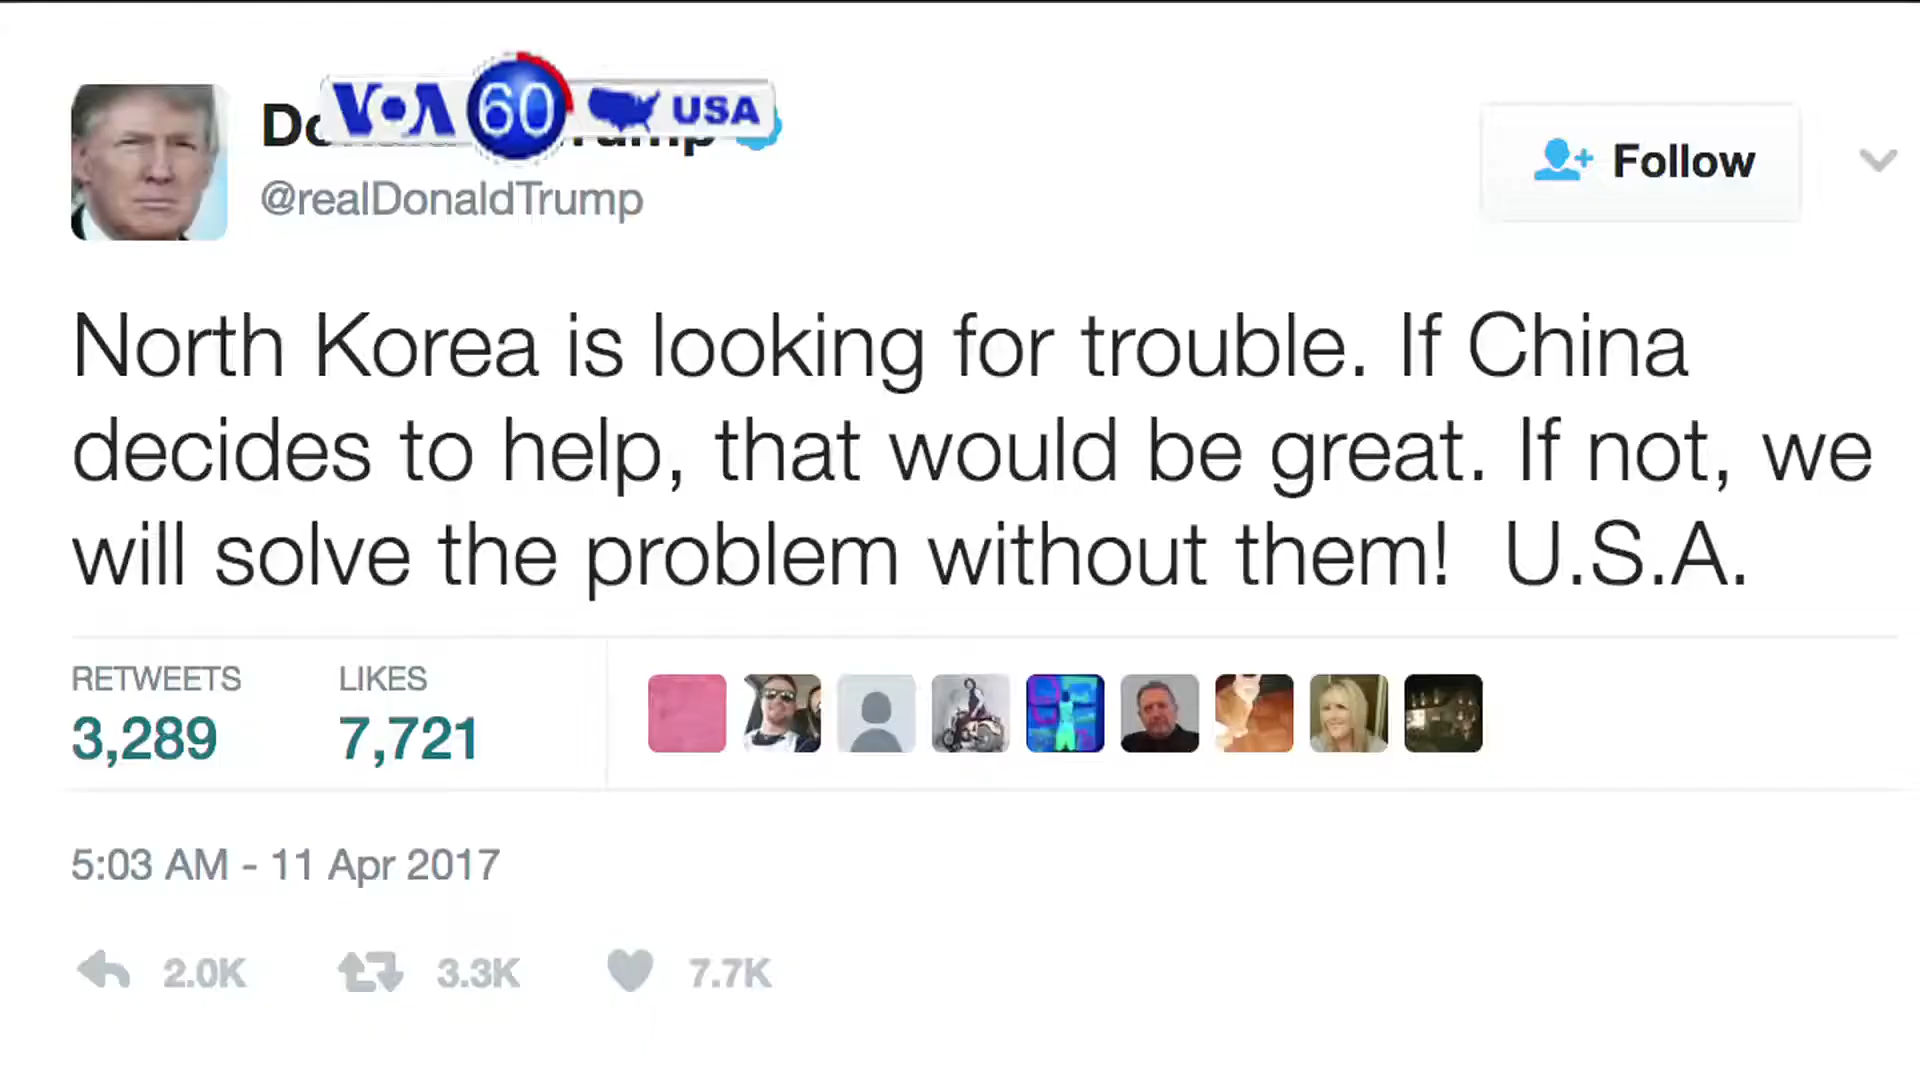 VOA 60 USA
@realDonaldTrump
Follow
North Korea is looking for trouble. If China
decides to help, that would be great. If not, we
will solve the problem without them!  U.S.A.
RETWEETS LIKES
3,289 7,721
5:03 AM - 11 Apr 2017
2.0K 3.3K 7.7K